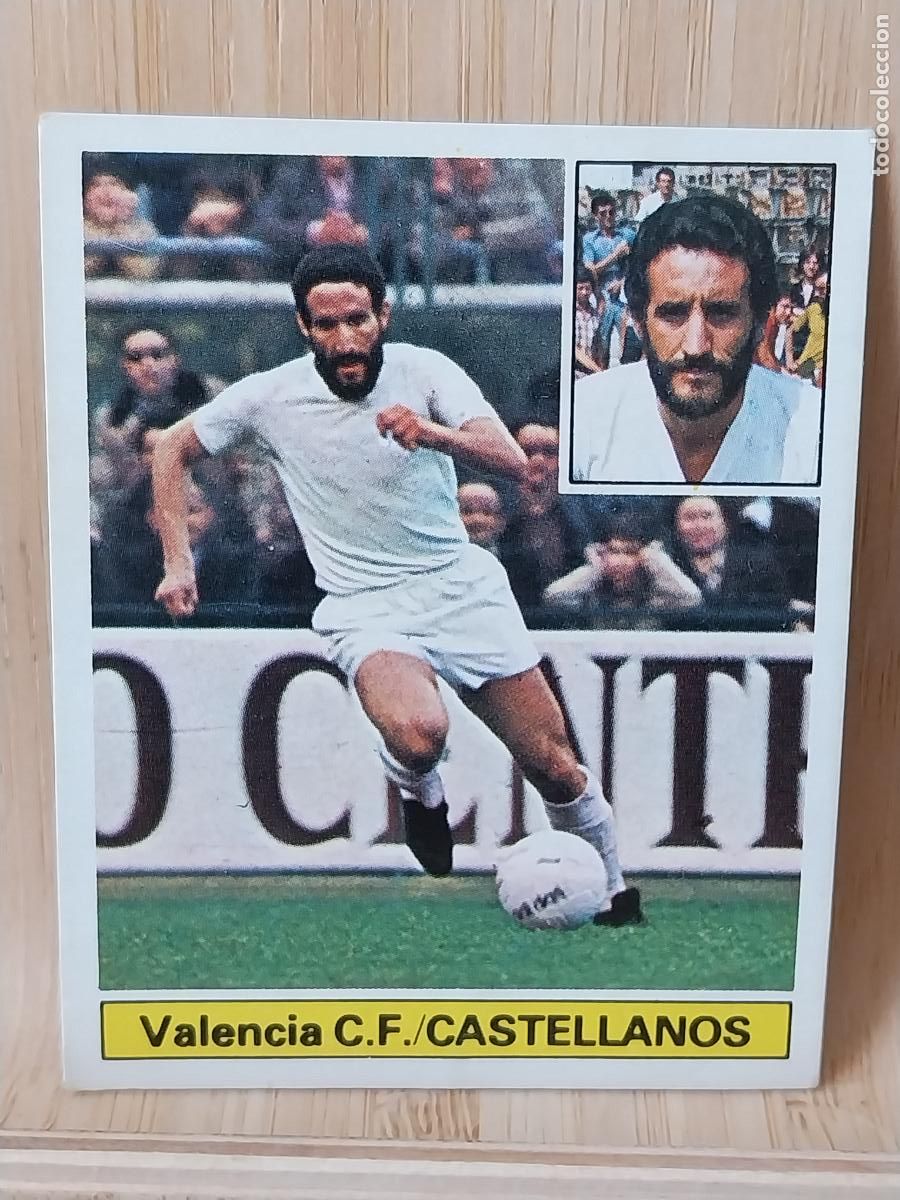 todocoleccion
O CENTR
Valencia C.F./CASTELLANOS